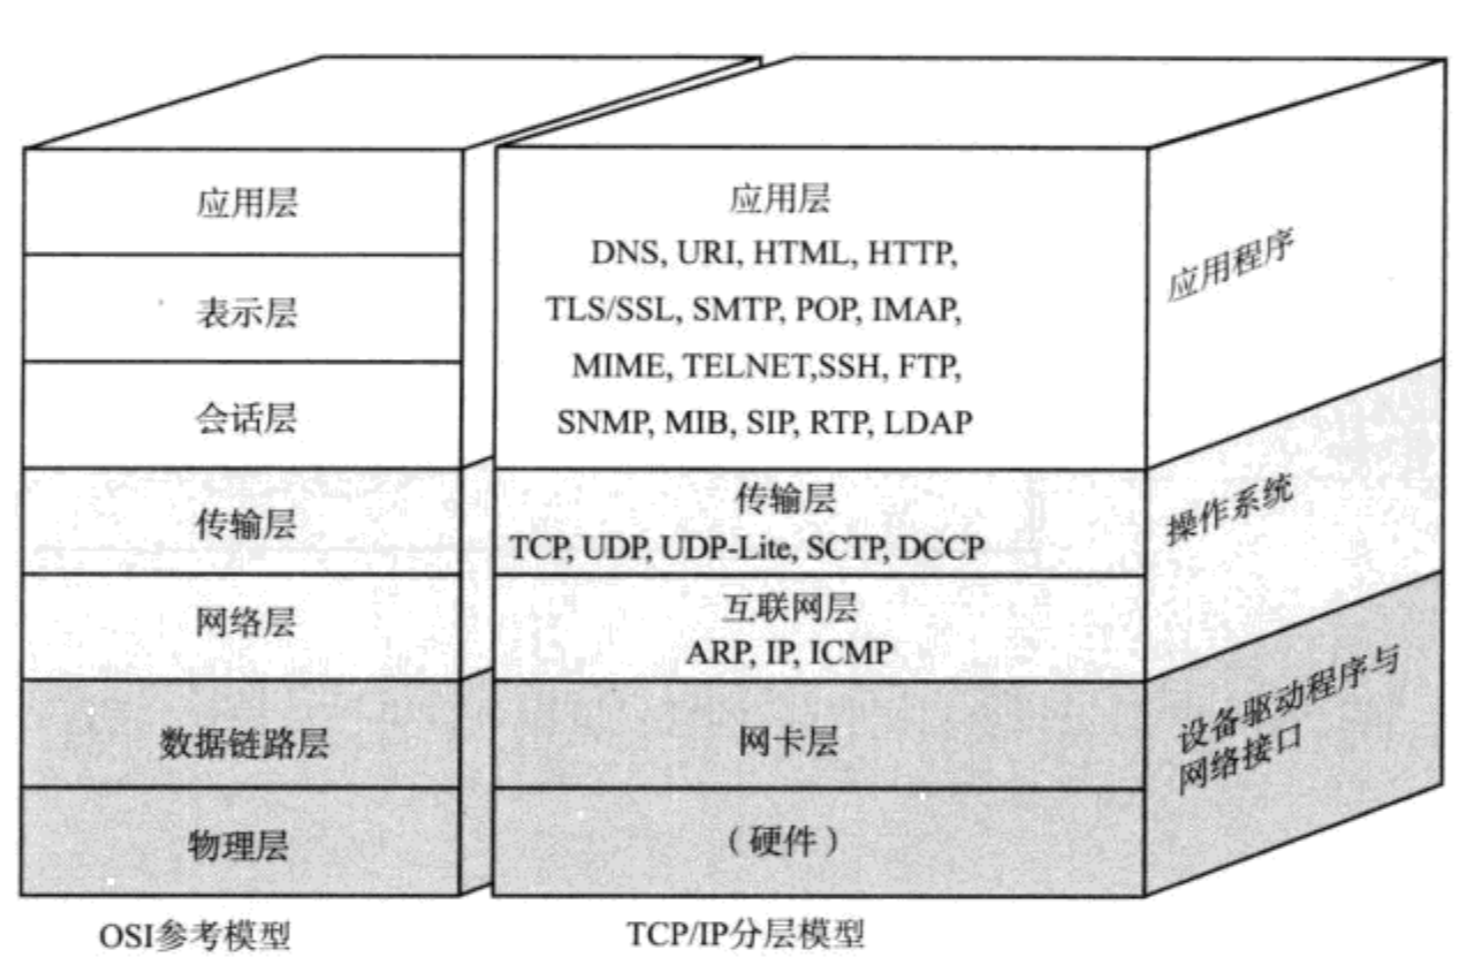 应用层
表示层
会话层
传输层
网络层
数据链路层
物理层
OSI参考模型
应用层
DNS, URI, HTML, HTTP,
TLS/SSL, SMTP, POP, IMAP,
MIME, TELNET,SSH, FTP,
SNMP, MIB, SIP, RTP, LDAP
传输层
TCP, UDP, UDP-Lite, SCTP, DCCP
互联网层
ARP, IP, ICMP
网卡层
（硬件）
TCP/IP分层模型
应用程序
操作系统
设备驱动程序与
网络接口